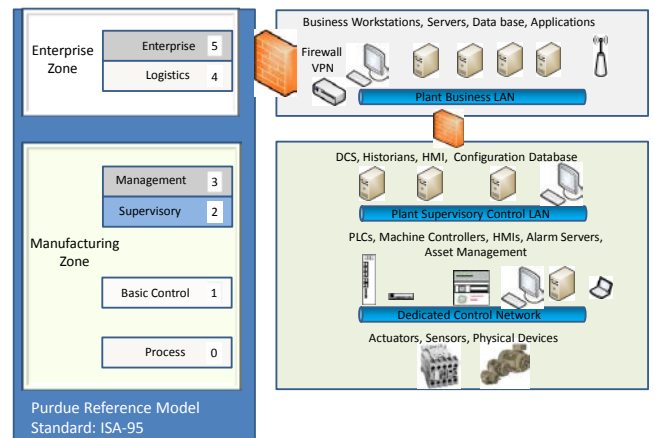 Enterprise
Zone
Enterprise 5
Logistics 4
Manufacturing
Zone
Management 3
Supervisory 2
Basic Control 1
Process 0
Purdue Reference Model
Standard: ISA-95
Business Workstations, Servers, Data base, Applications
Firewall
VPN
Plant Business LAN
DCS, Historians, HMI, Configuration Database
Plant Supervisory Control LAN
PLCs, Machine Controllers, HMIs, Alarm Servers,
Asset Management
Dedicated Control Network
Actuators, Sensors, Physical Devices